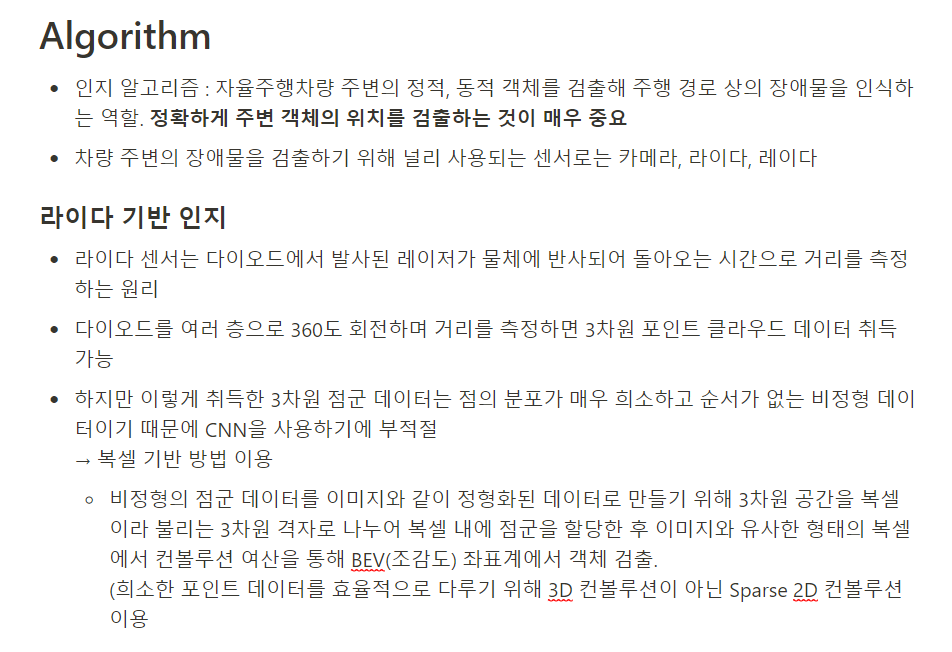 Algorithm
• 인지 알고리즘 : 자율주행차량 주변의 정적, 동적 객체를 검출해 주행 경로 상의 장애물을 인식하
는 역할. 정확하게 주변 객체의 위치를 검출하는 것이 매우 중요
• 차량 주변의 장애물을 검출하기 위해 널리 사용되는 센서로는 카메라, 라이다, 레이다
라이다 기반 인지
• 라이다 센서는 다이오드에서 발사된 레이저가 물체에 반사되어 돌아오는 시간으로 거리를 측정
하는 원리
• 다이오드를 여러 층으로 360도 회전하며 거리를 측정하면 3차원 포인트 클라우드 데이터 취득
가능
• 하지만 이렇게 취득한 3차원 점군 데이터는 점의 분포가 매우 희소하고 순서가 없는 비정형 데이
터이기 때문에 CNN을 사용하기에 부적절
→ 복셀 기반 방법 이용
◦ 비정형의 점군 데이터를 이미지와 같이 정형화된 데이터로 만들기 위해 3차원 공간을 복셀
이라 불리는 3차원 격자로 나누어 복셀 내에 점군을 할당한 후 이미지와 유사한 형태의 복셀
에서 컨볼루션 여산을 통해 BEV(조감도) 좌표계에서 객체 검출.
(희소한 포인트 데이터를 효율적으로 다루기 위해 3D 컨볼루션이 아닌 Sparse 2D 컨볼루션
이용